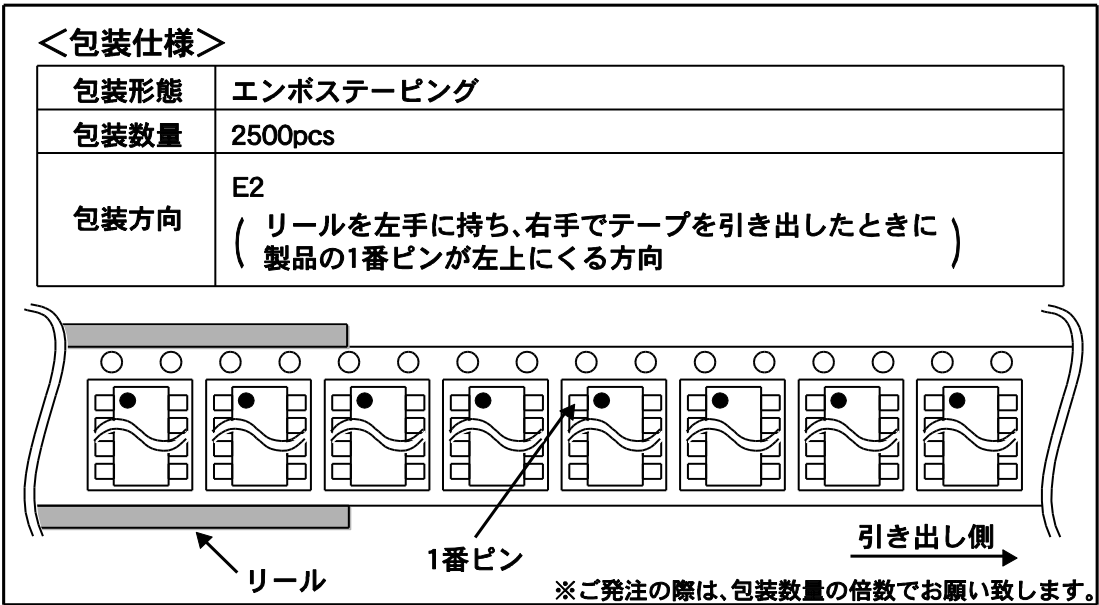 ＜包装仕様＞
包装形態 エンボステーピング
包装数量 2500pcs
包装方向
E2
( リールを左手に持ち、右手でテープを引き出したときに
製品の1番ピンが左上にくる方向 )
リール
1番ピン
引き出し側
※ご発注の際は、包装数量の倍数でお願い致します。